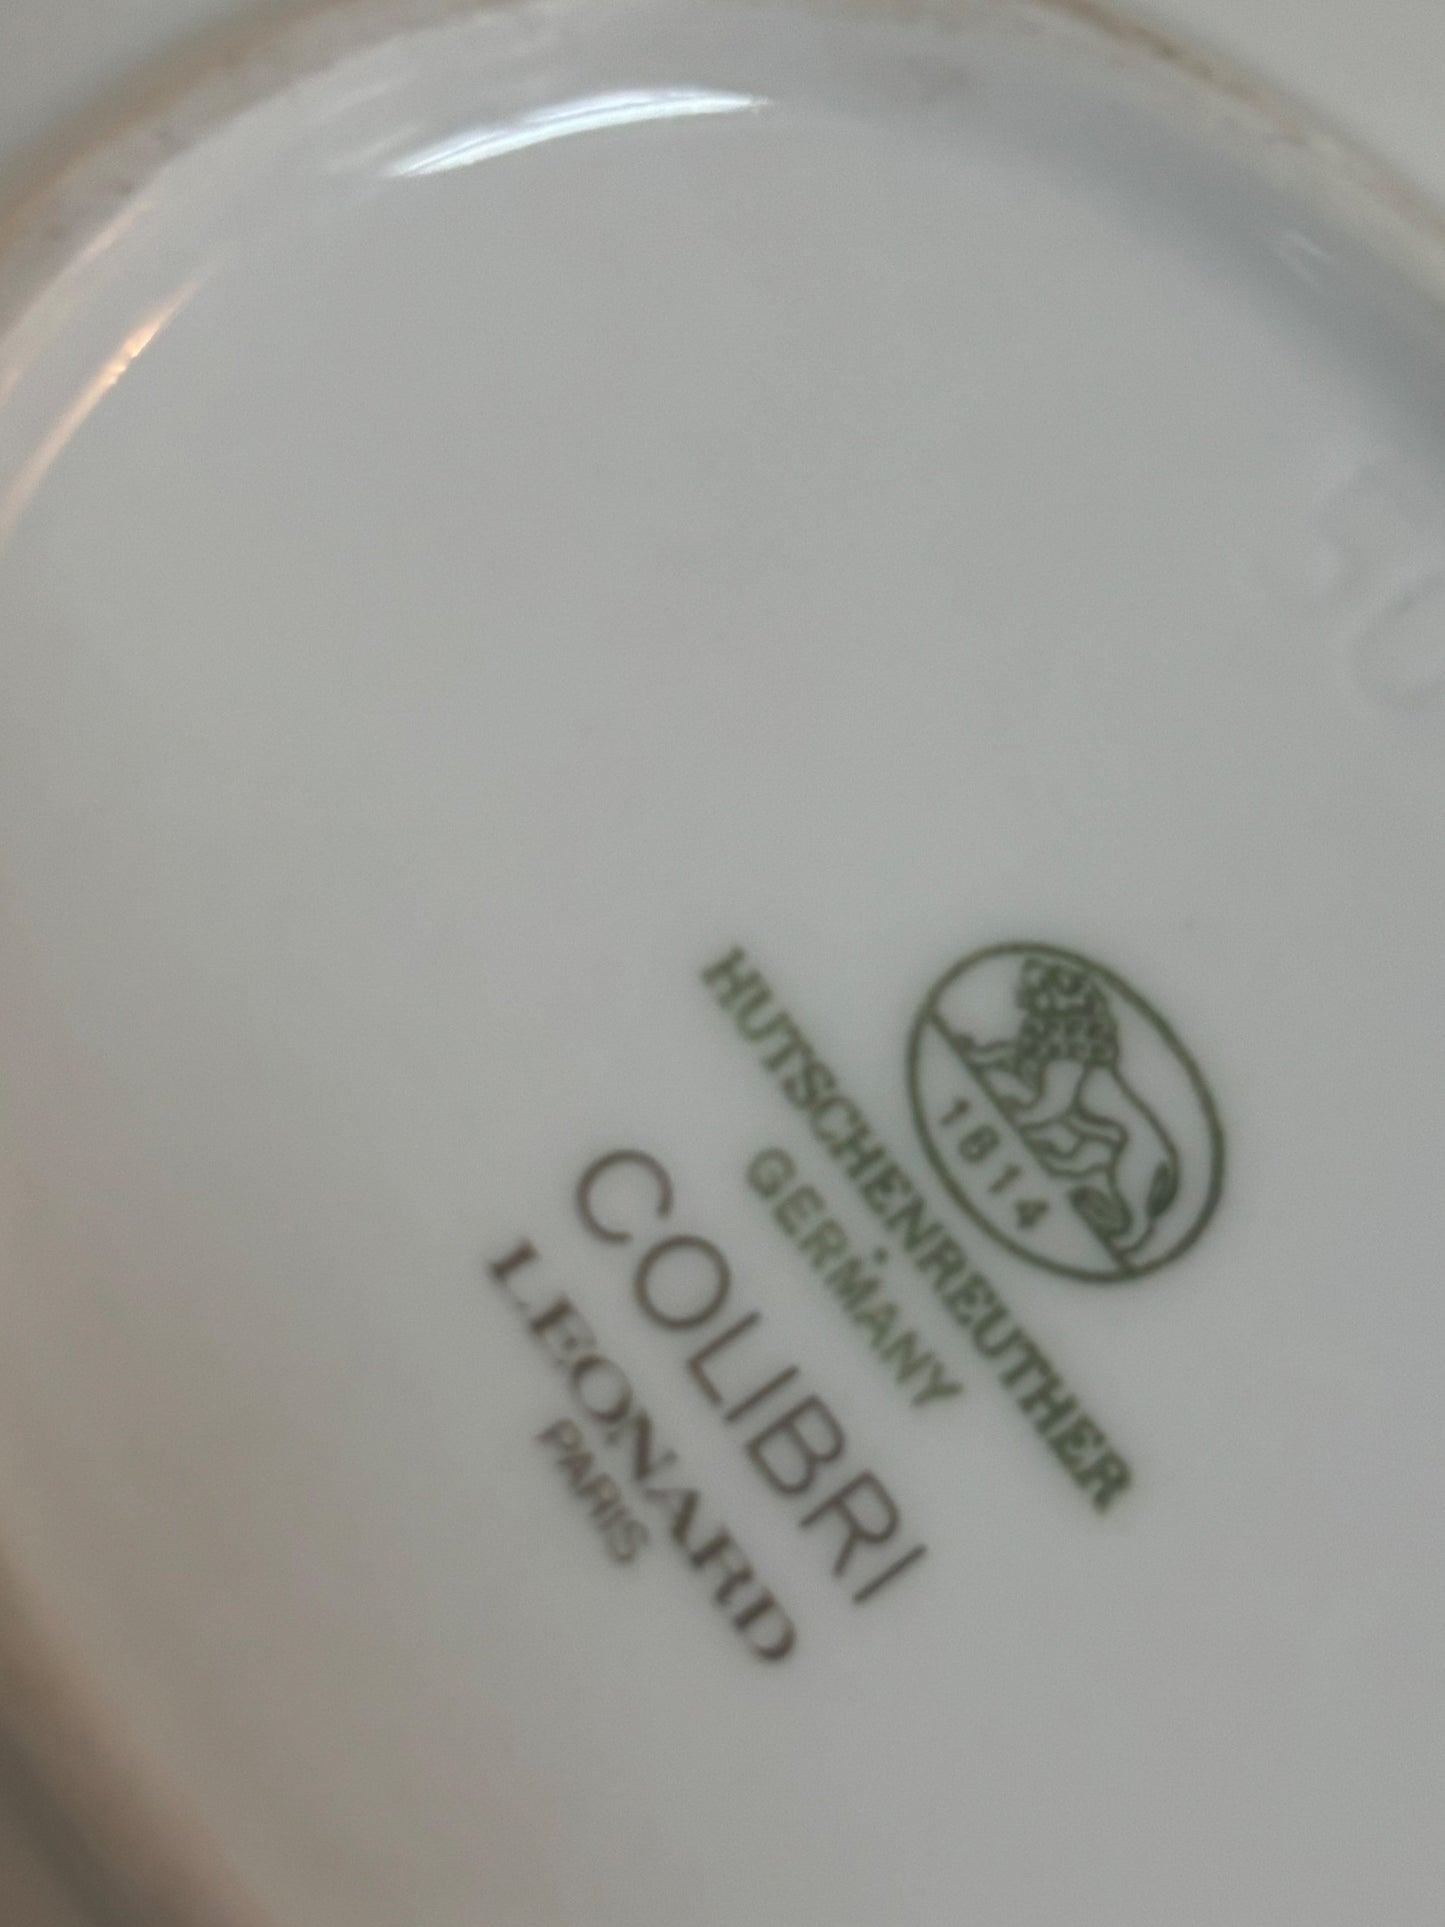 1814
HUTSCHENREUTHER
GERMANY
COLIBRI
LEONARD
PARIS